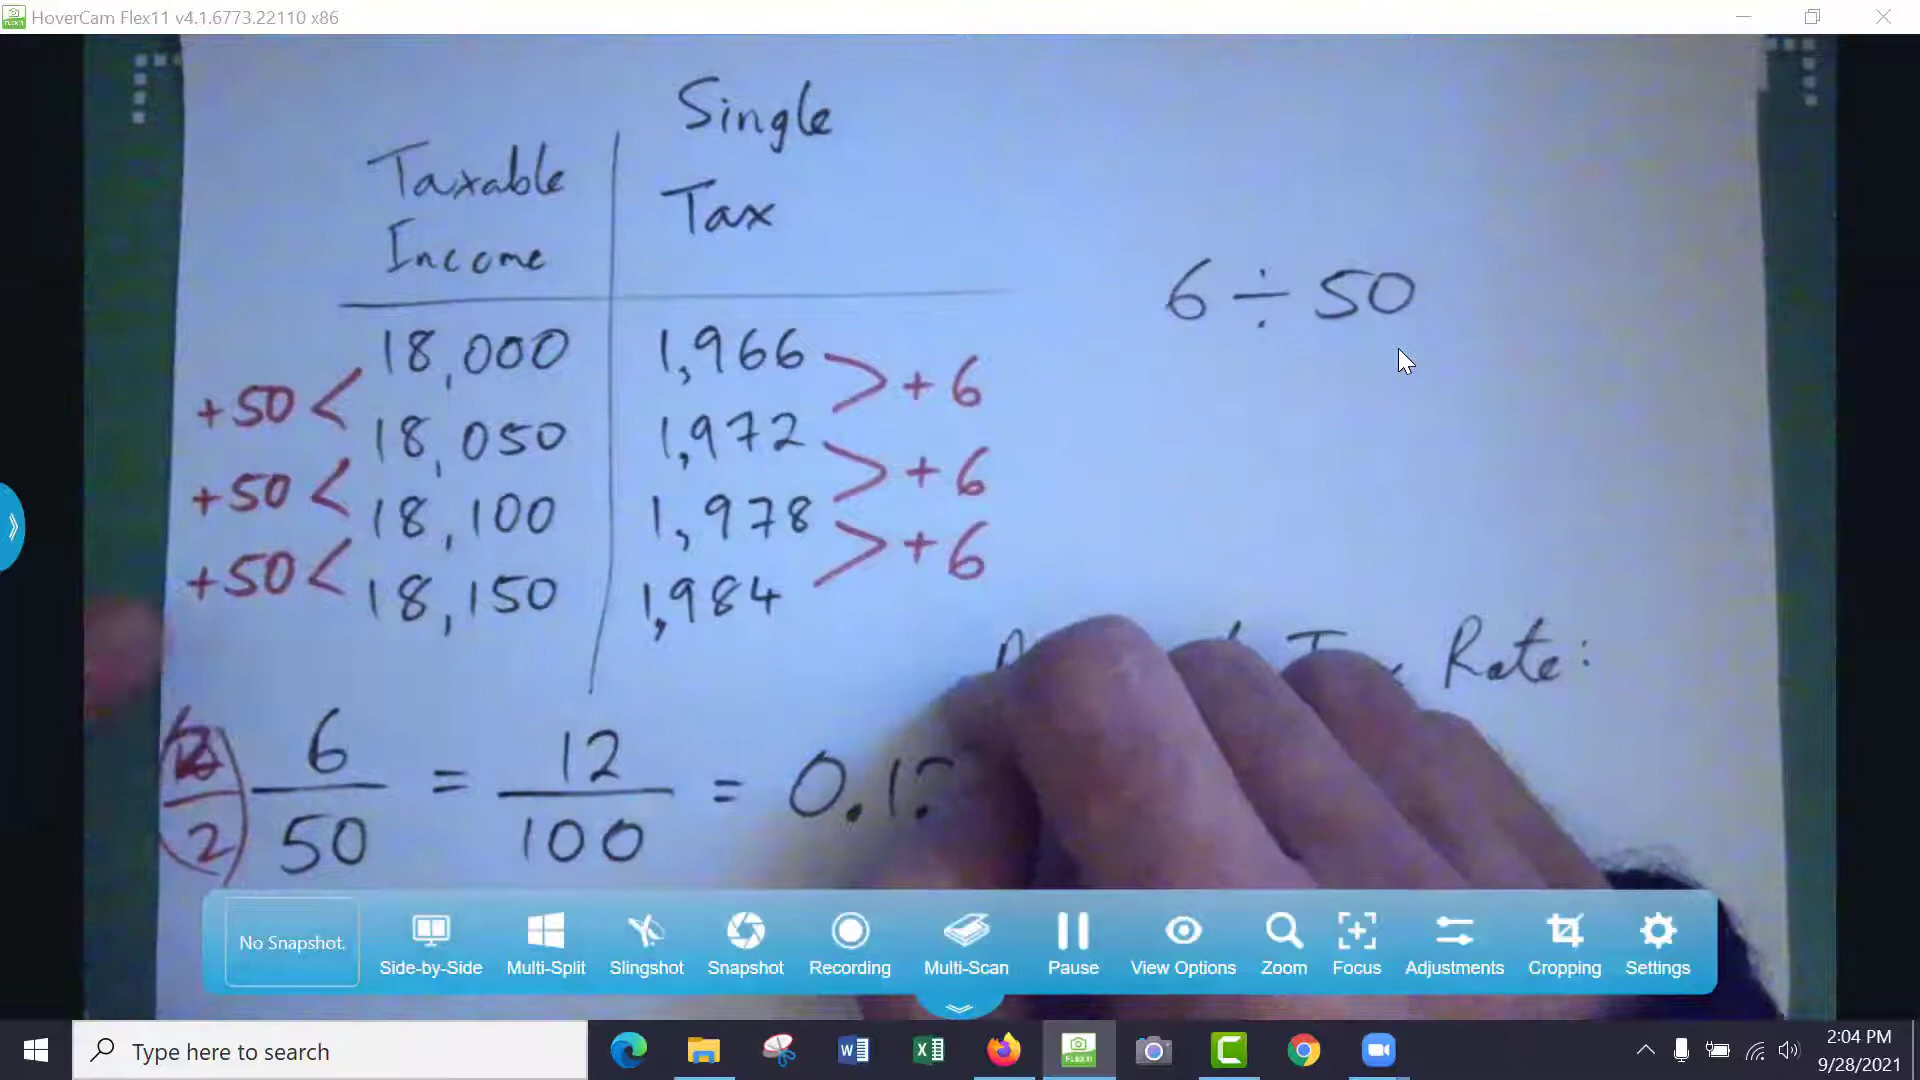 HoverCam Flex11 v4.1.6773.22110 x86
Single
Taxable Tax
Income
6 ÷ 50
18,000 1,966
+50 < > +6
18,050 1,972
+50 < > +6
18,100 1,978
+50 < > +6
18,150 1,984
Rate:
6/50 = 12/100 = 0.1
2
No Snapshot.
Side-by-Side Multi-Split Slingshot Snapshot Recording Multi-Scan Pause View Options Zoom Focus Adjustments Cropping Settings
Type here to search
FLEX11
2:04 PM
9/28/2021